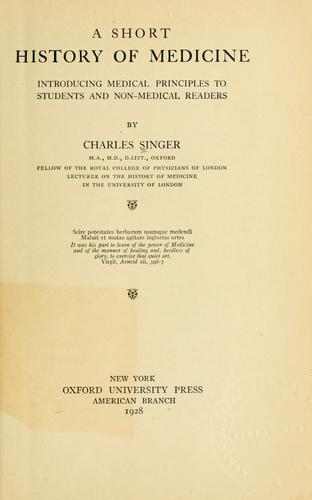 A SHORT
HISTORY OF MEDICINE
INTRODUCING MEDICAL PRINCIPLES TO
STUDENTS AND NON-MEDICAL READERS
BY
CHARLES SINGER
M.A., M.D., D.LITT., OXFORD
FELLOW OF THE ROYAL COLLEGE OF PHYSICIANS OF LONDON
LECTURER ON THE HISTORY OF MEDICINE
IN THE UNIVERSITY OF LONDON
Scire potestates herbarum usumque medendi
Maluit et mutas agitare inglorius artes
It was his part to learn of the power of Medicine
and of the manner of healing and, heedless of
glory, to exercise that quiet art.
Virgil, Aeneid xii, 396-7
NEW YORK
OXFORD UNIVERSITY PRESS
AMERICAN BRANCH
1928